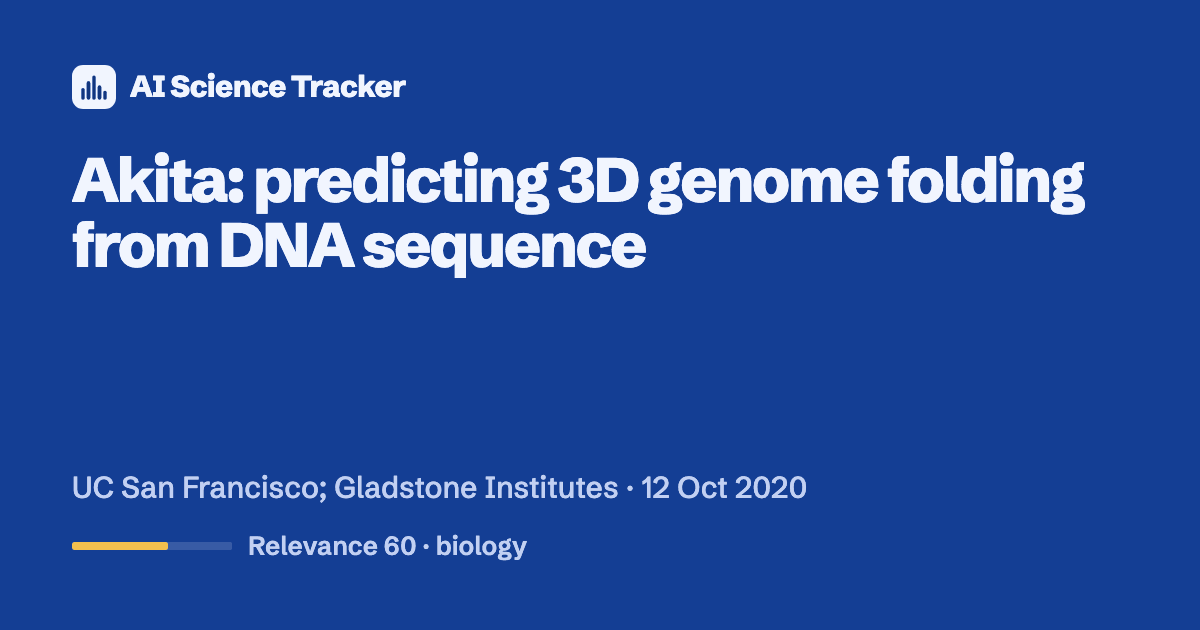 AI Science Tracker
Akita: predicting 3D genome folding
from DNA sequence
UC San Francisco; Gladstone Institutes · 12 Oct 2020
Relevance 60 · biology